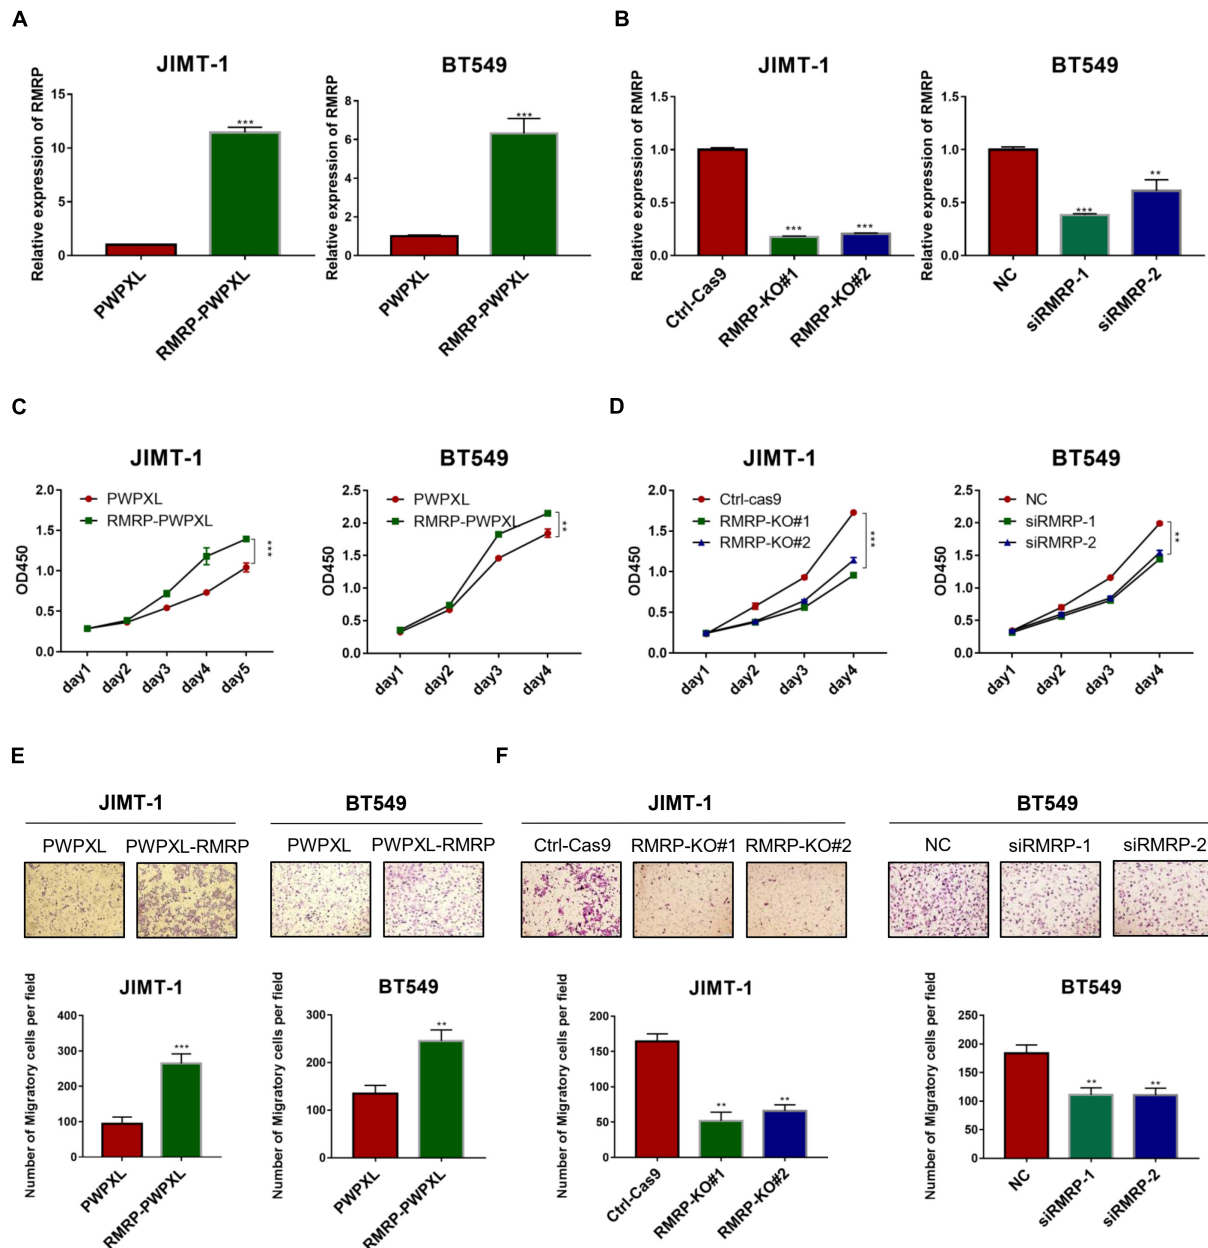 A
JIMT-1
Relative expression of RMRP
15
10
5
0
PWPXL
RMRP-PWPXL
***
BT549
Relative expression of RMRP
8
6
4
2
0
PWPXL
RMRP-PWPXL
***
B
JIMT-1
Relative expression of RMRP
1.5
1.0
0.5
0.0
Ctrl-Cas9
RMRP-KO#1
RMRP-KO#2
***
***
BT549
Relative expression of RMRP
1.5
1.0
0.5
0.0
NC
siRMRP-1
siRMRP-2
***
**
C
JIMT-1
OD450
2.0
1.5
1.0
0.5
0.0
PWPXL
RMRP-PWPXL
***
day1
day2
day3
day4
day5
BT549
OD450
2.5
2.0
1.5
1.0
0.5
0.0
PWPXL
RMRP-PWPXL
**
day1
day2
day3
day4
D
JIMT-1
OD450
2.0
1.5
1.0
0.5
0.0
Ctrl-cas9
RMRP-KO#1
RMRP-KO#2
***
day1
day2
day3
day4
BT549
OD450
2.5
2.0
1.5
1.0
0.5
0.0
NC
siRMRP-1
siRMRP-2
**
day1
day2
day3
day4
E
JIMT-1
PWPXL
PWPXL-RMRP
BT549
PWPXL
PWPXL-RMRP
JIMT-1
Number of Migratory cells per field
400
300
200
100
0
PWPXL
RMRP-PWPXL
***
BT549
Number of Migratory cells per field
300
200
100
0
PWPXL
RMRP-PWPXL
**
F
JIMT-1
Ctrl-Cas9
RMRP-KO#1
RMRP-KO#2
BT549
NC
siRMRP-1
siRMRP-2
JIMT-1
Number of Migratory cells per field
200
150
100
50
0
Ctrl-Cas9
RMRP-KO#1
RMRP-KO#2
**
**
BT549
Number of Migratory cells per field
250
200
150
100
50
0
NC
siRMRP-1
siRMRP-2
**
**